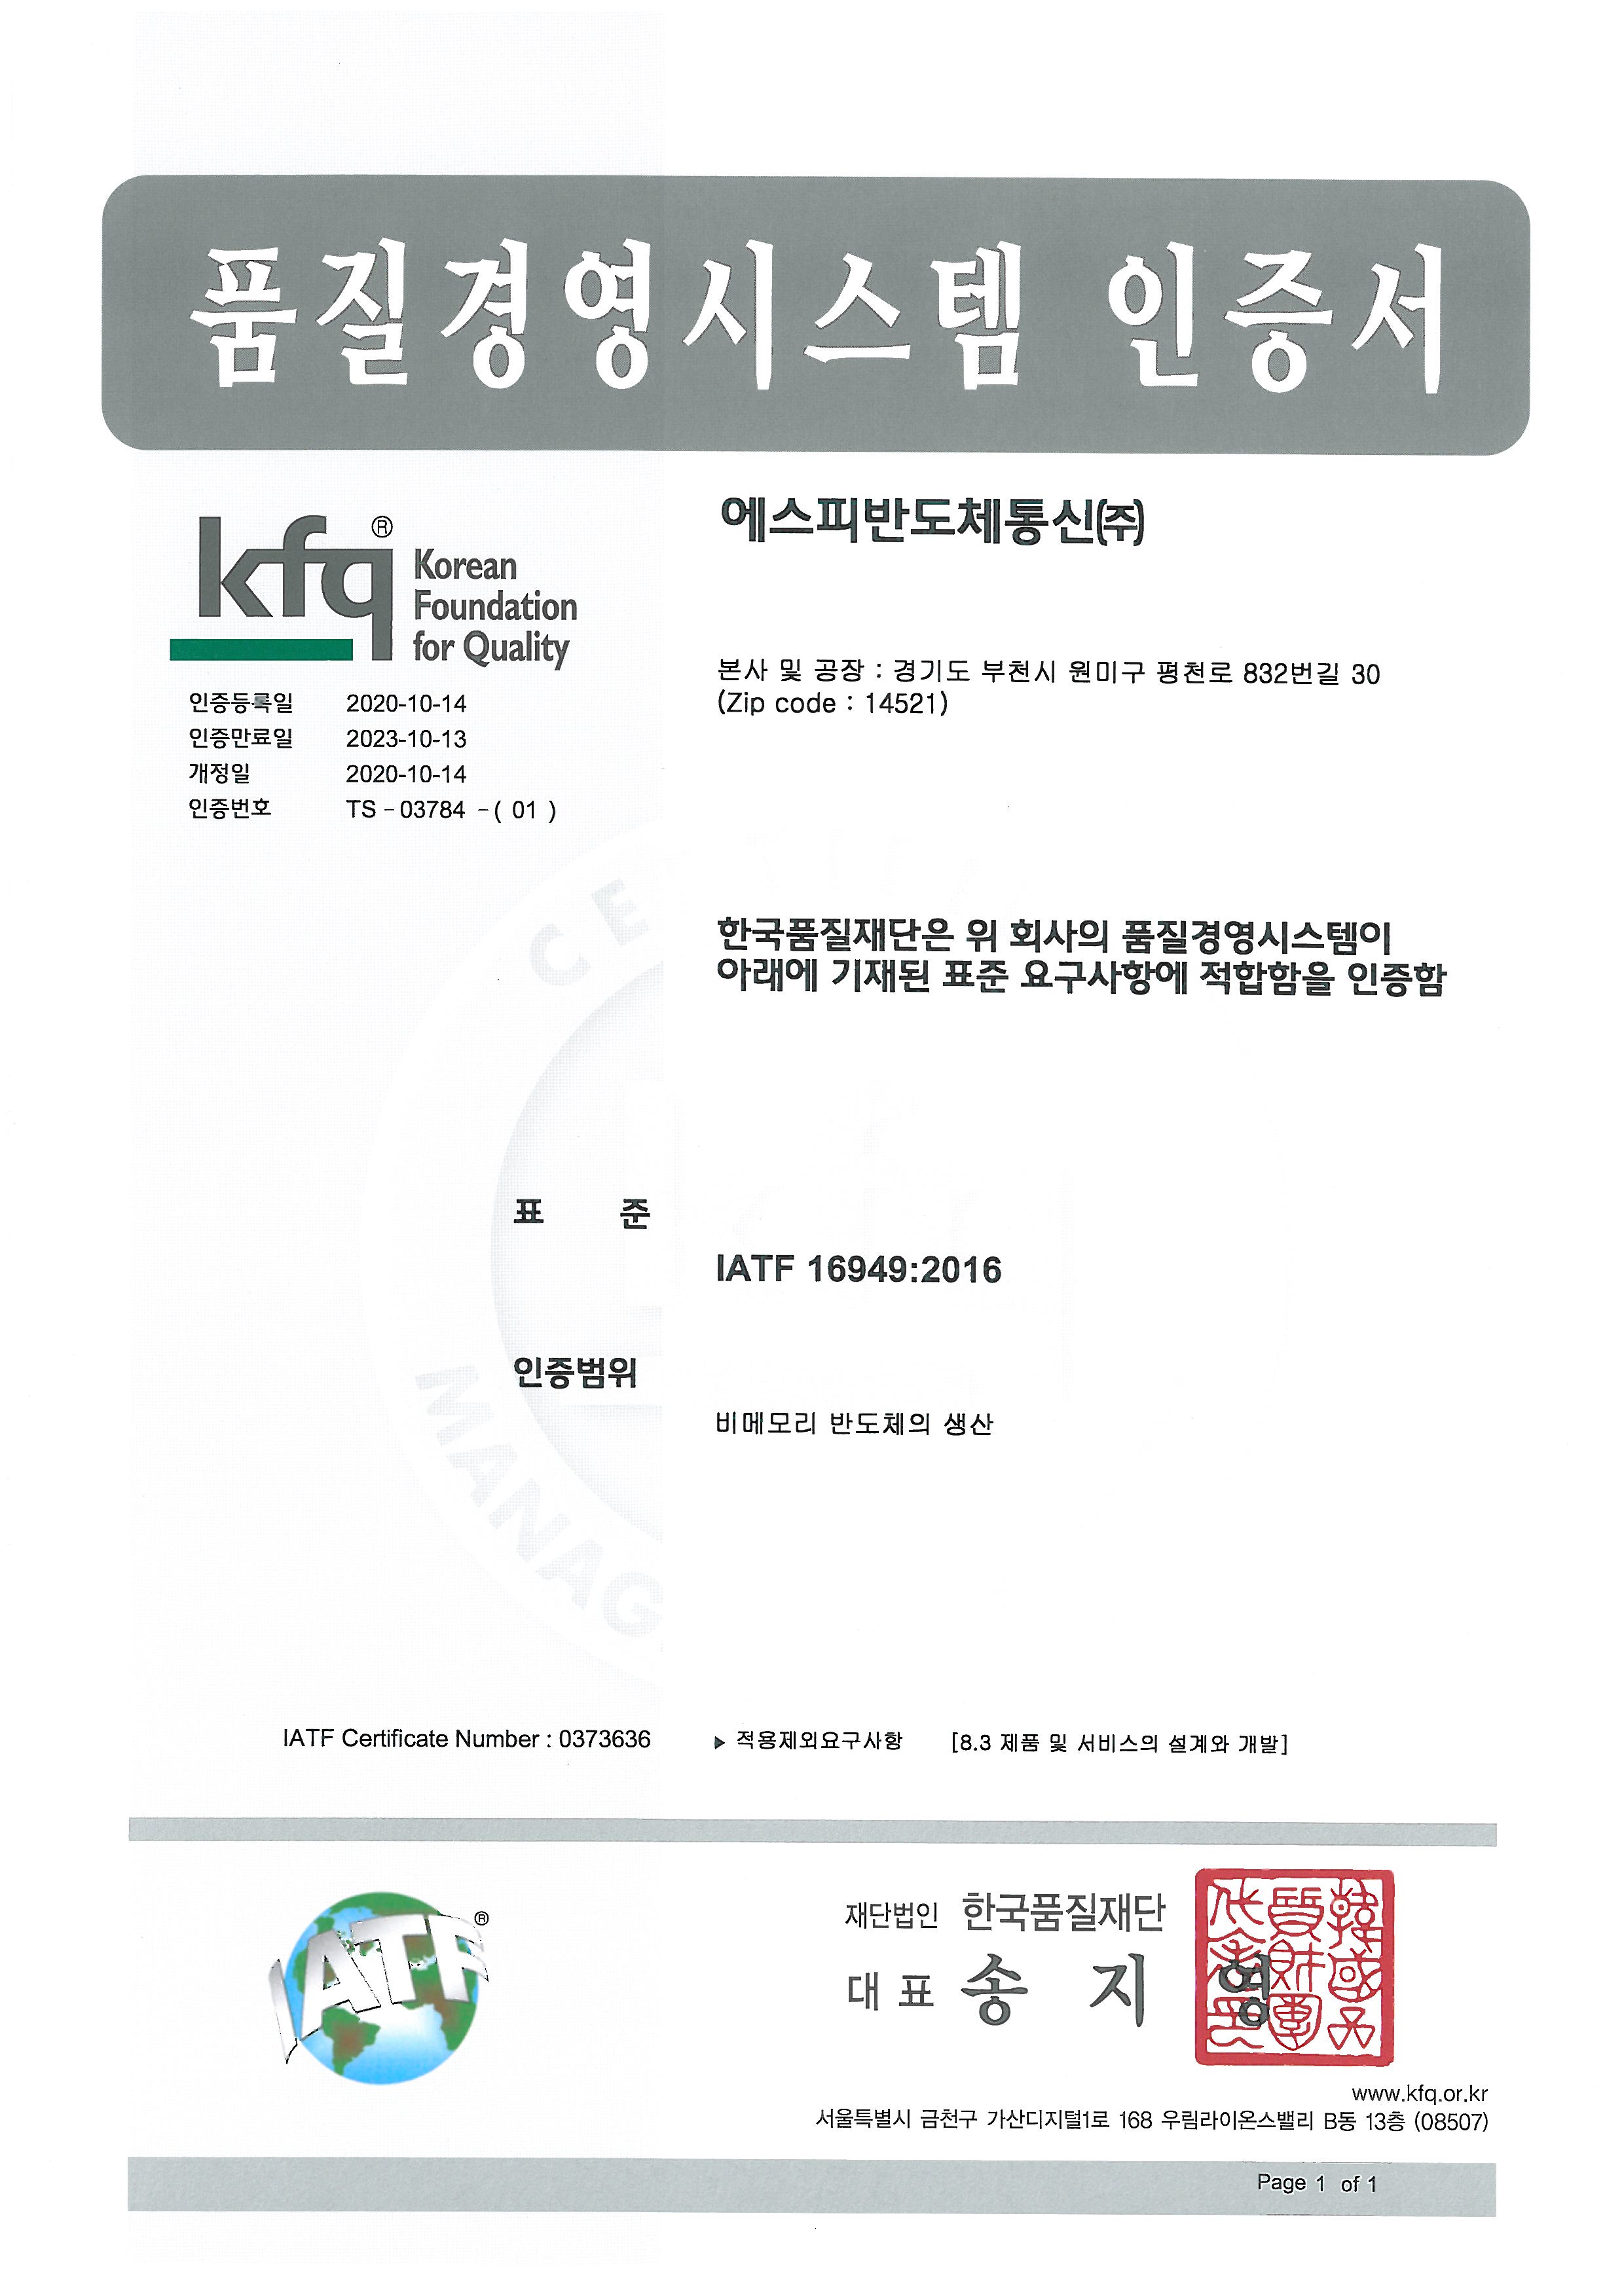 품질경영시스템 인증서
kfq®
Korean
Foundation
for Quality
에스피반도체통신(주)
본사 및 공장 : 경기도 부천시 원미구 평천로 832번길 30
(Zip code : 14521)
인증등록일 2020-10-14
인증만료일 2023-10-13
개정일 2020-10-14
인증번호 TS - 03784 - ( 01 )
한국품질재단은 위 회사의 품질경영시스템이
아래에 기재된 표준 요구사항에 적합함을 인증함
표 준
IATF 16949:2016
인증범위
비메모리 반도체의 생산
MANAG
IATF Certificate Number : 0373636
▶ 적용제외요구사항 [8.3 제품 및 서비스의 설계와 개발]
IATF®
재단법인 한국품질재단
대 표 송 지 영
www.kfq.or.kr
서울특별시 금천구 가산디지털1로 168 우림라이온스밸리 B동 13층 (08507)
Page 1 of 1